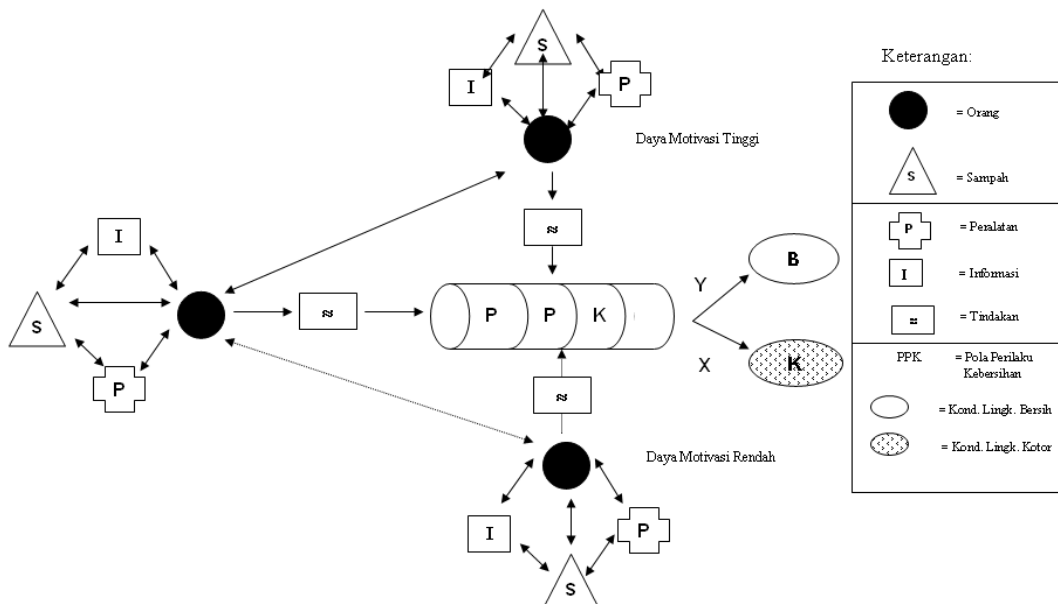 S
I
P
Daya Motivasi Tinggi
≈
I
S
P
≈
P P K
Y
B
X
K
≈
Daya Motivasi Rendah
I
P
S
Keterangan:
= Orang
S = Sampah
P = Peralatan
I = Informasi
≈ = Tindakan
PPK = Pola Perilaku
Kebersihan
= Kond. Lingk. Bersih
= Kond. Lingk. Kotor